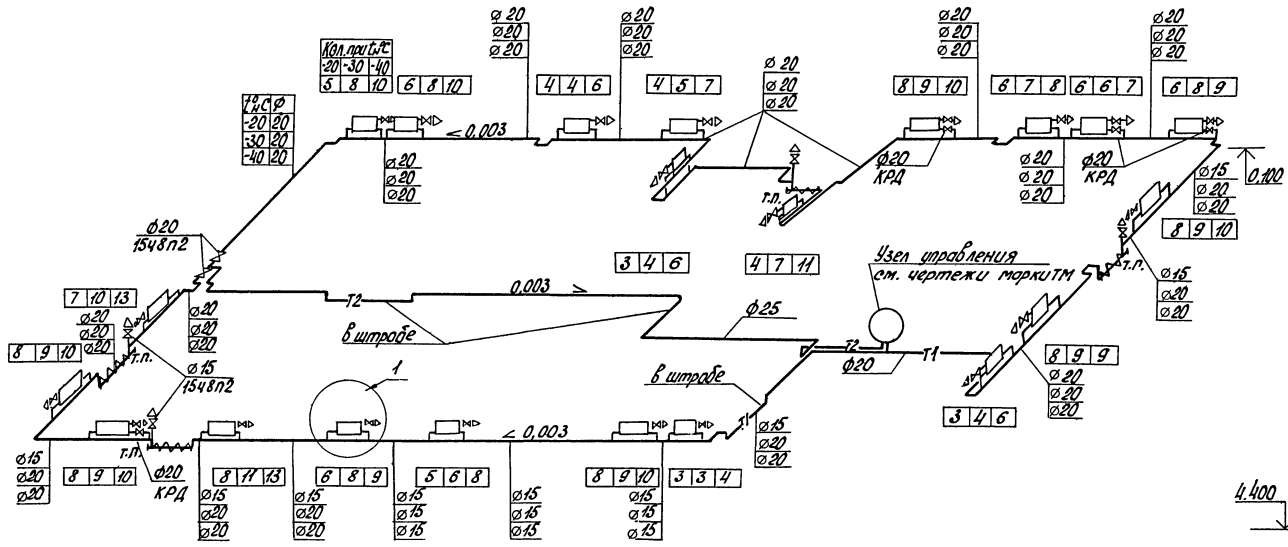 Кол. при tн°С
-20 -30 -40
5 8 10
6 8 10
ø20
ø20
ø20
4 4 6
ø20
ø20
ø20
4 5 7
ø20
ø20
ø20
8 9 10
ø20
ø20
ø20
6 7 8
6 6 7
ø20
ø20
ø20
6 8 9
tн°С ø
-20 20
-30 20
-40 20
< 0,003
ø20
ø20
ø20
т.п.
ø20
КРД
ø20
ø20
ø20
ø20
КРД
0.100
ø15
ø20
ø20
8 9 10
т.п.
ø15
ø20
ø20
ø20
15ч8п2
3 4 6
4 7 11
Узел управления
см. чертежи марки ТМ
7 10 13
ø20
ø20
ø20
ø20
ø20
ø20
Т2
0,003 >
в штробе
ø25
8 9 10
т.п.
ø15
15ч8п2
1
в штробе
Т2
Т1
ø20
8 9 9
ø20
ø20
ø20
3 4 6
Т1
ø15
ø20
ø20
< 0,003
т.п.
ø15
ø20
ø20
8 9 10
ø20
КРД
8 11 13
6 8 9
5 6 8
8 9 10
3 3 4
ø15
ø20
ø20
ø15
ø20
ø20
ø15
ø15
ø15
ø15
ø15
ø15
ø15
ø15
ø15
4.400